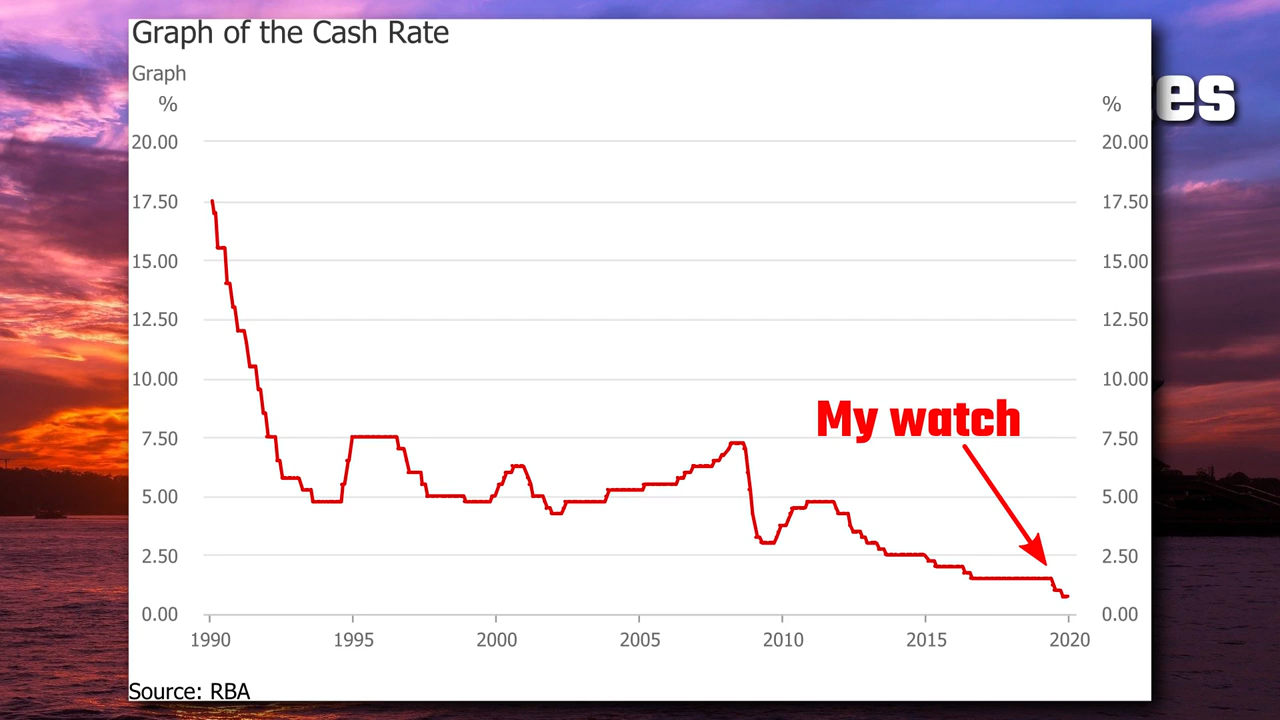 Graph of the Cash Rate
Graph
% %
es
20.00 20.00
17.50 17.50
15.00 15.00
12.50 12.50
10.00 10.00
My watch
7.50 7.50
5.00 5.00
2.50 2.50
0.00 0.00
1990 1995 2000 2005 2010 2015 2020
Source: RBA